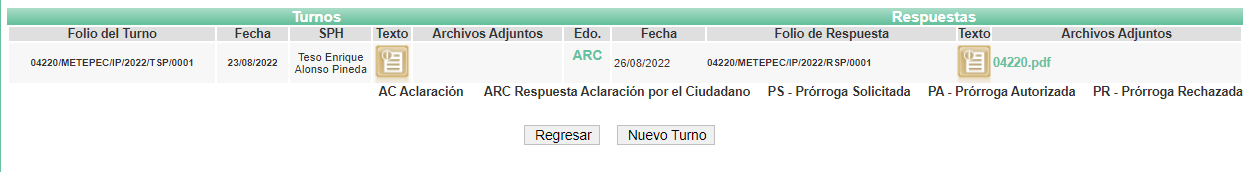 Turnos Respuestas
Folio del Turno Fecha SPH Texto Archivos Adjuntos Edo. Fecha Folio de Respuesta Texto Archivos Adjuntos
04220/METEPEC/IP/2022/TSP/0001 23/08/2022 Teso Enrique Alonso Pineda ARC 26/08/2022 04220/METEPEC/IP/2022/RSP/0001 04220.pdf
AC Aclaración ARC Respuesta Aclaración por el Ciudadano PS - Prórroga Solicitada PA - Prórroga Autorizada PR - Prórroga Rechazada
Regresar Nuevo Turno